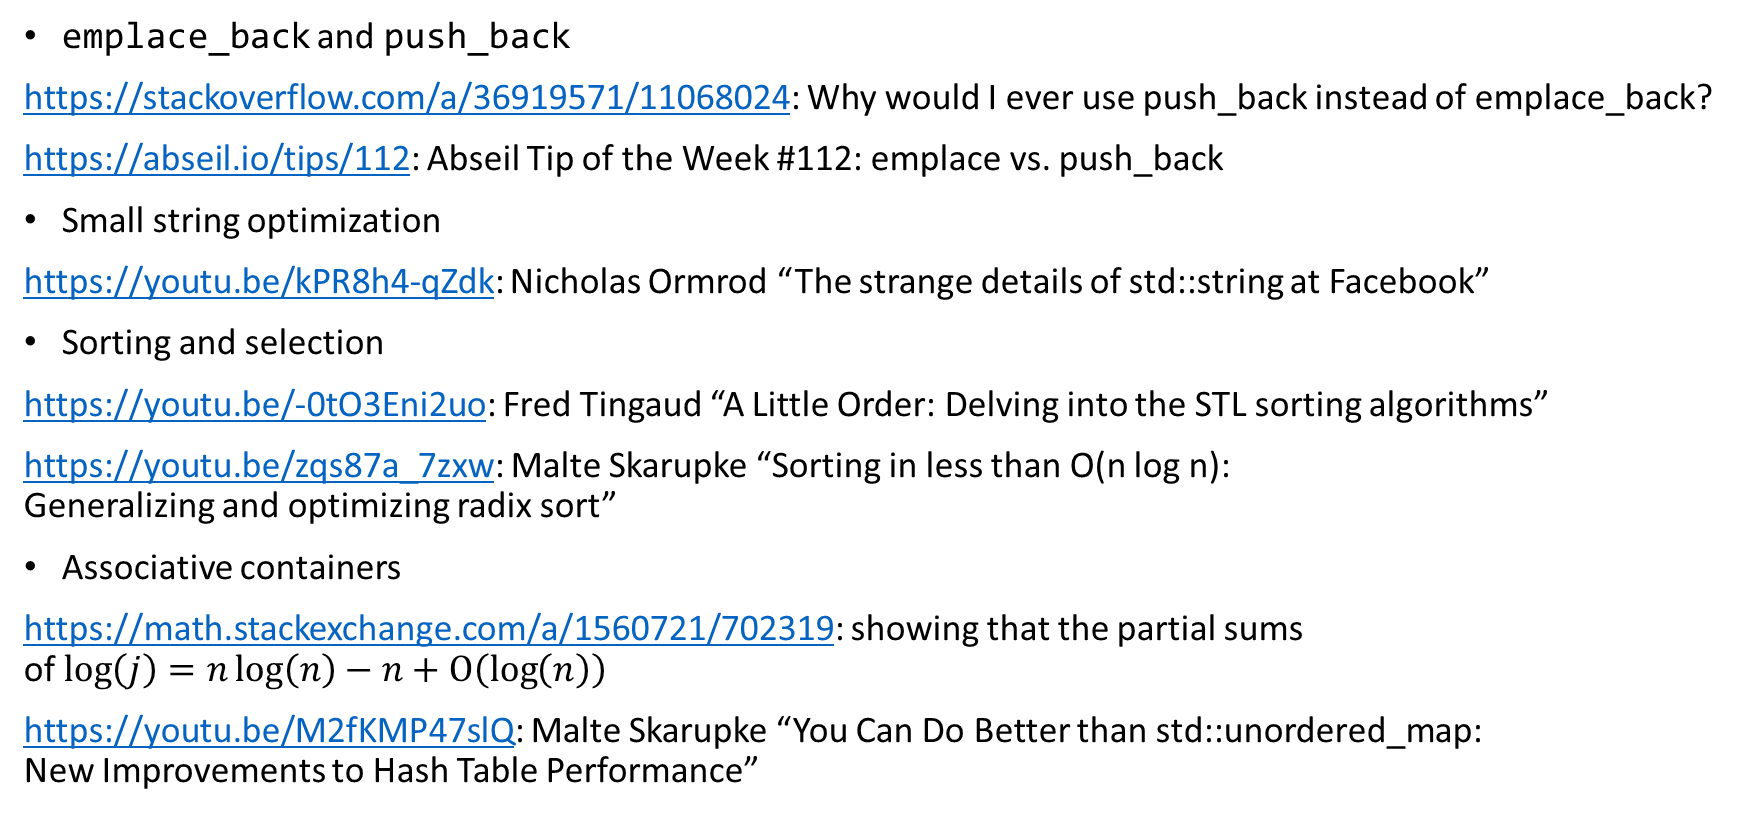 • emplace_back and push_back
https://stackoverflow.com/a/36919571/11068024: Why would I ever use push_back instead of emplace_back?
https://abseil.io/tips/112: Abseil Tip of the Week #112: emplace vs. push_back
• Small string optimization
https://youtu.be/kPR8h4-qZdk: Nicholas Ormrod “The strange details of std::string at Facebook”
• Sorting and selection
https://youtu.be/-0tO3Eni2uo: Fred Tingaud “A Little Order: Delving into the STL sorting algorithms”
https://youtu.be/zqs87a_7zxw: Malte Skarupke “Sorting in less than O(n log n):
Generalizing and optimizing radix sort”
• Associative containers
https://math.stackexchange.com/a/1560721/702319: showing that the partial sums
of log(j) = n log(n) − n + O(log(n))
https://youtu.be/M2fKMP47slQ: Malte Skarupke “You Can Do Better than std::unordered_map:
New Improvements to Hash Table Performance”